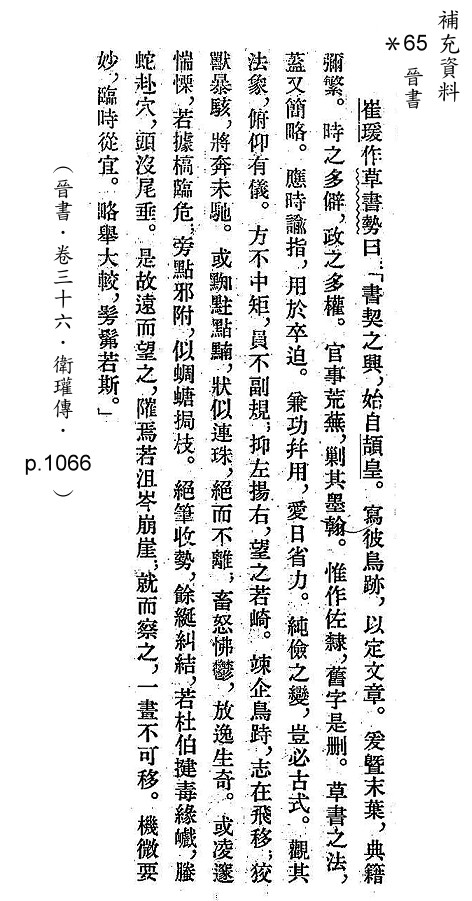 補充資料
*65 晉書
崔瑗作草書勢曰：「書契之興，始自頡皇。寫彼鳥跡，以定文章。爰暨末葉，典籍
彌繁。時之多僻，政之多權。官事荒蕪，剿其墨翰。惟作佐隸，舊字是刪。草書之法，
蓋又簡略。應時諭指，用於卒迫。兼功幷用，愛日省力。純儉之變，豈必古式。觀其
法象，俯仰有儀。方不中矩，員不副規；抑左揚右，望之若崎。竦企鳥跱，志在飛移；狡
獸暴駭，將奔未馳。或點，狀似連珠，絕而不離；畜怒怫鬱，放逸生奇。或凌邃
惴慄，若據槁臨危；旁點邪附，似蜩螗挶枝。絕筆收勢，餘綖糾結，若杜伯揵毒緣巇，螣
蛇赴穴，頭沒尾垂。是故遠而望之，焉若沮岑崩崖；就而察之，一畫不可移。機微要
妙，臨時從宜。略舉大較，髣髴若斯。」
（晉書・卷三十六・衛瓘傳・p.1066）